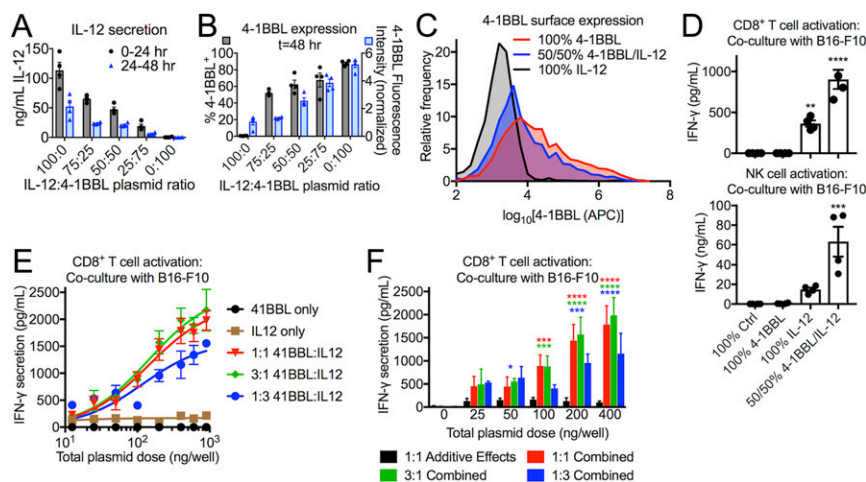 A
IL-12 secretion
0-24 hr
24-48 hr
ng/mL IL-12
150
100
50
0
100:0
75:25
50:50
25:75
0:100
IL-12:4-1BBL plasmid ratio
B
4-1BBL expression
t=48 hr
% 4-1BBL+
100
80
60
40
20
0
4-1BBL Fluorescence
Intensity (normalized)
6
4
2
0
100:0
75:25
50:50
25:75
0:100
IL-12:4-1BBL plasmid ratio
C
4-1BBL surface expression
100% 4-1BBL
50/50% 4-1BBL/IL-12
100% IL-12
Relative frequency
20
15
10
5
0
2
4
6
8
log10[4-1BBL (APC)]
D
CD8+ T cell activation:
Co-culture with B16-F10
IFN-γ (pg/mL)
1000
500
0
**
****
NK cell activation:
Co-culture with B16-F10
IFN-γ (ng/mL)
100
50
0
***
100% Ctrl
100% 4-1BBL
100% IL-12
50/50% 4-1BBL/IL-12
E
CD8+ T cell activation:
Co-culture with B16-F10
IFN-γ secretion (pg/mL)
2500
2000
1500
1000
500
0
10^1
10^2
10^3
Total plasmid dose (ng/well)
41BBL only
IL12 only
1:1 41BBL:IL12
3:1 41BBL:IL12
1:3 41BBL:IL12
F
CD8+ T cell activation:
Co-culture with B16-F10
IFN-γ secretion (pg/mL)
2500
2000
1500
1000
500
0
*
***
***
****
****
***
****
****
****
0
25
50
100
200
400
Total plasmid dose (ng/well)
1:1 Additive Effects
1:1 Combined
3:1 Combined
1:3 Combined